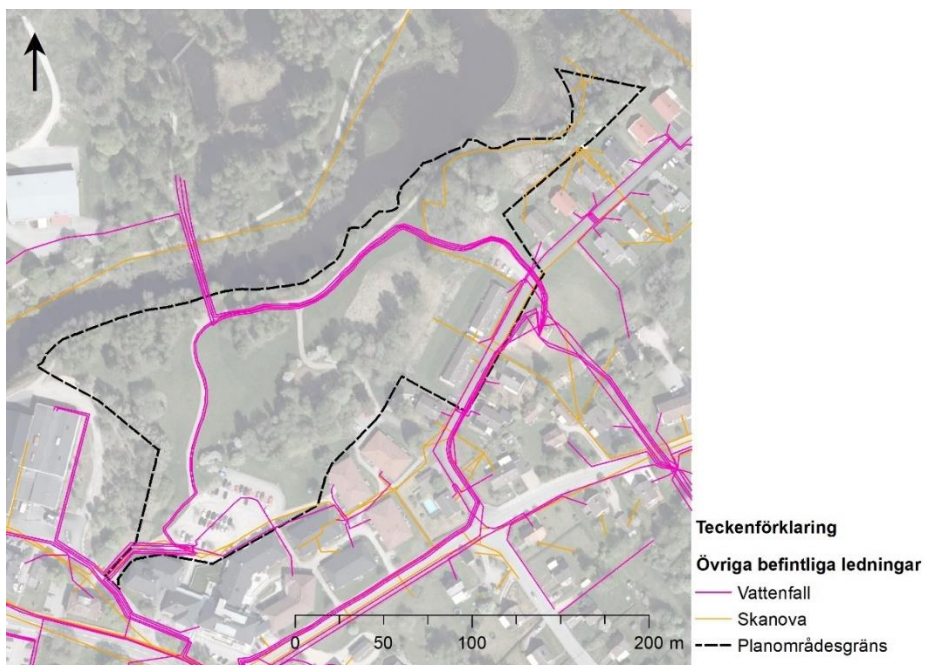 Teckenförklaring
Övriga befintliga ledningar
Vattenfall
Skanova
Planområdesgräns
0 50 100 200 m